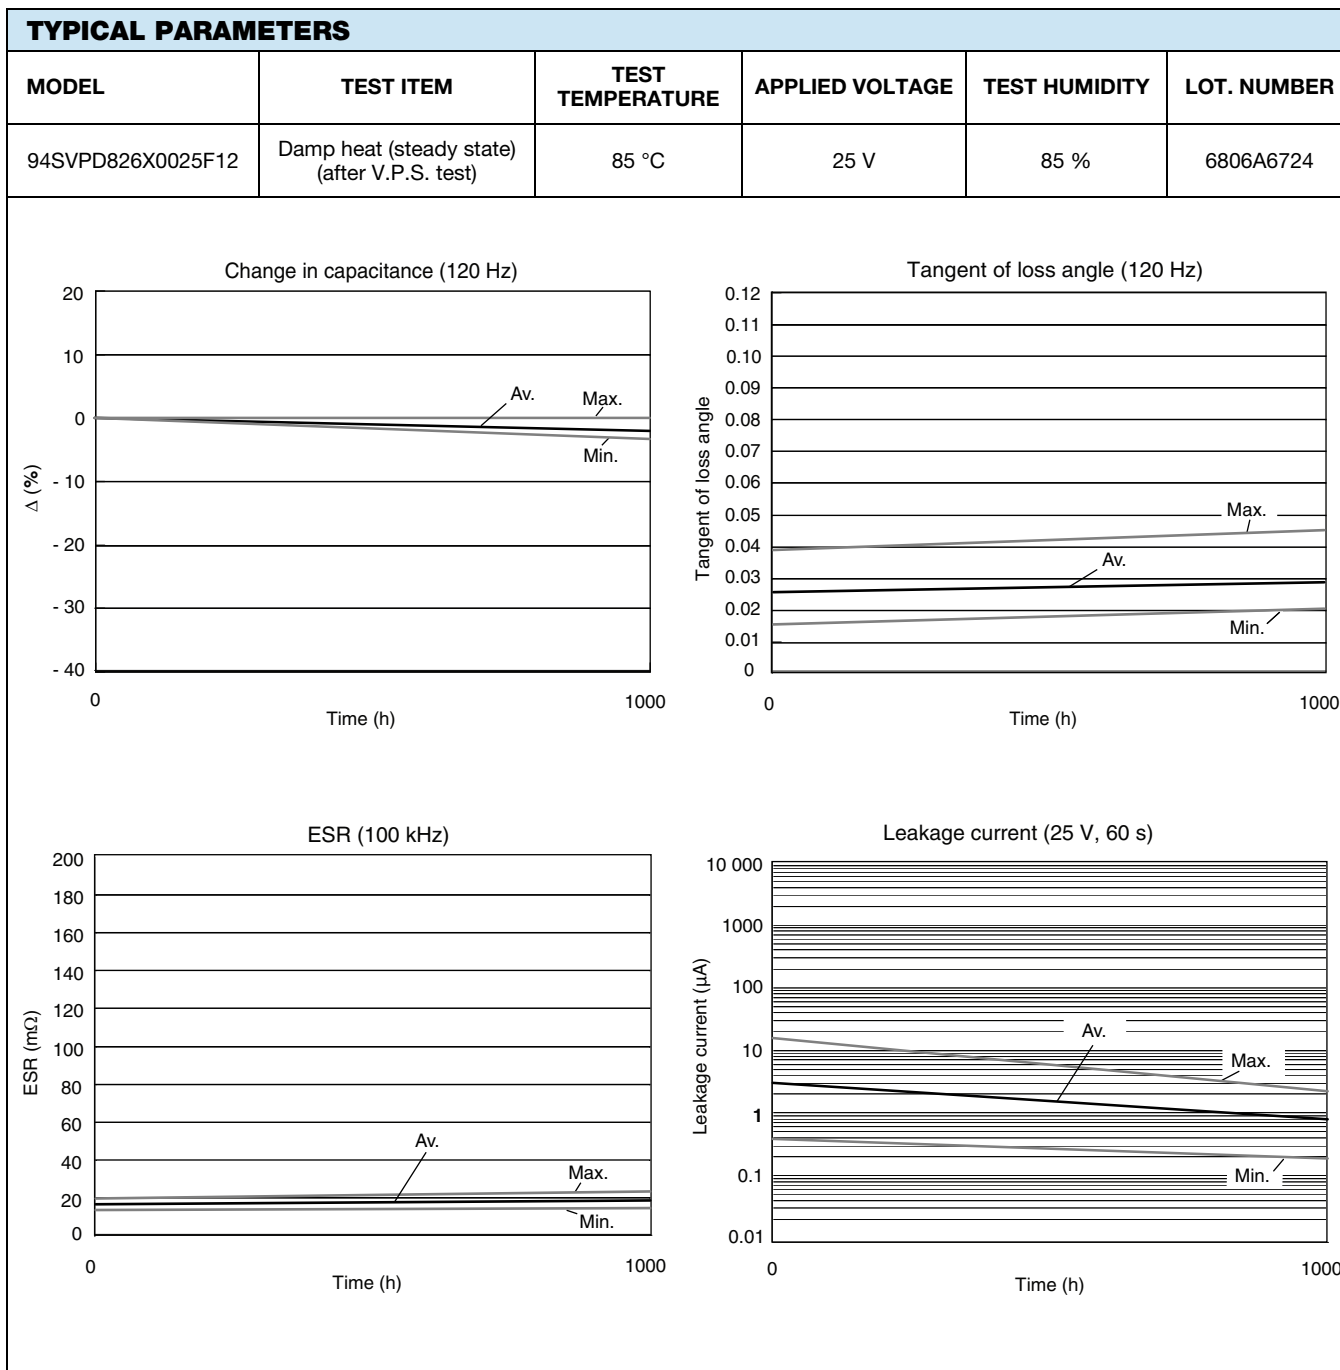 TYPICAL PARAMETERS
MODEL
TEST ITEM
TEST
TEMPERATURE
APPLIED VOLTAGE
TEST HUMIDITY
LOT. NUMBER
94SVPD826X0025F12
Damp heat (steady state)
(after V.P.S. test)
85 °C
25 V
85 %
6806A6724
Change in capacitance (120 Hz)
20
10
0
- 10
- 20
- 30
- 40
Δ (%)
Av.
Max.
Min.
0
1000
Time (h)
Tangent of loss angle (120 Hz)
0.12
0.11
0.10
0.09
0.08
0.07
0.06
0.05
0.04
0.03
0.02
0.01
0
Tangent of loss angle
Max.
Av.
Min.
0
1000
Time (h)
ESR (100 kHz)
200
180
160
140
120
100
80
60
40
20
0
ESR (mΩ)
Av.
Max.
Min.
0
1000
Time (h)
Leakage current (25 V, 60 s)
10 000
1000
100
10
1
0.1
0.01
Leakage current (µA)
Av.
Max.
Min.
0
1000
Time (h)